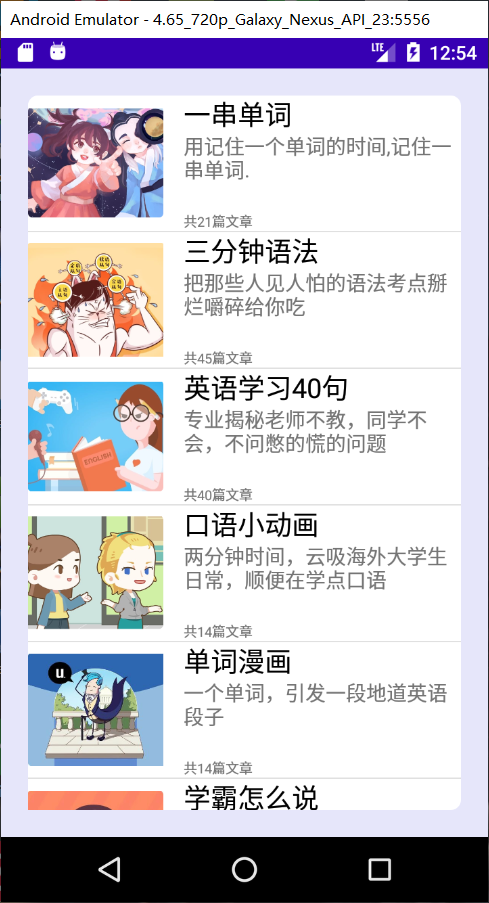 Android Emulator - 4.65_720p_Galaxy_Nexus_API_23:5556
LTE 12:54
一串单词
用记住一个单词的时间,记住一
串单词.
共21篇文章
三分钟语法
把那些人见人怕的语法考点掰
烂嚼碎给你吃
共45篇文章
英语学习40句
专业揭秘老师不教，同学不
会，不问憋的慌的问题
ENGLISH
共40篇文章
口语小动画
两分钟时间，云吸海外大学生
日常，顺便在学点口语
共14篇文章
单词漫画
u.
一个单词，引发一段地道英语
段子
共14篇文章
学霸怎么说